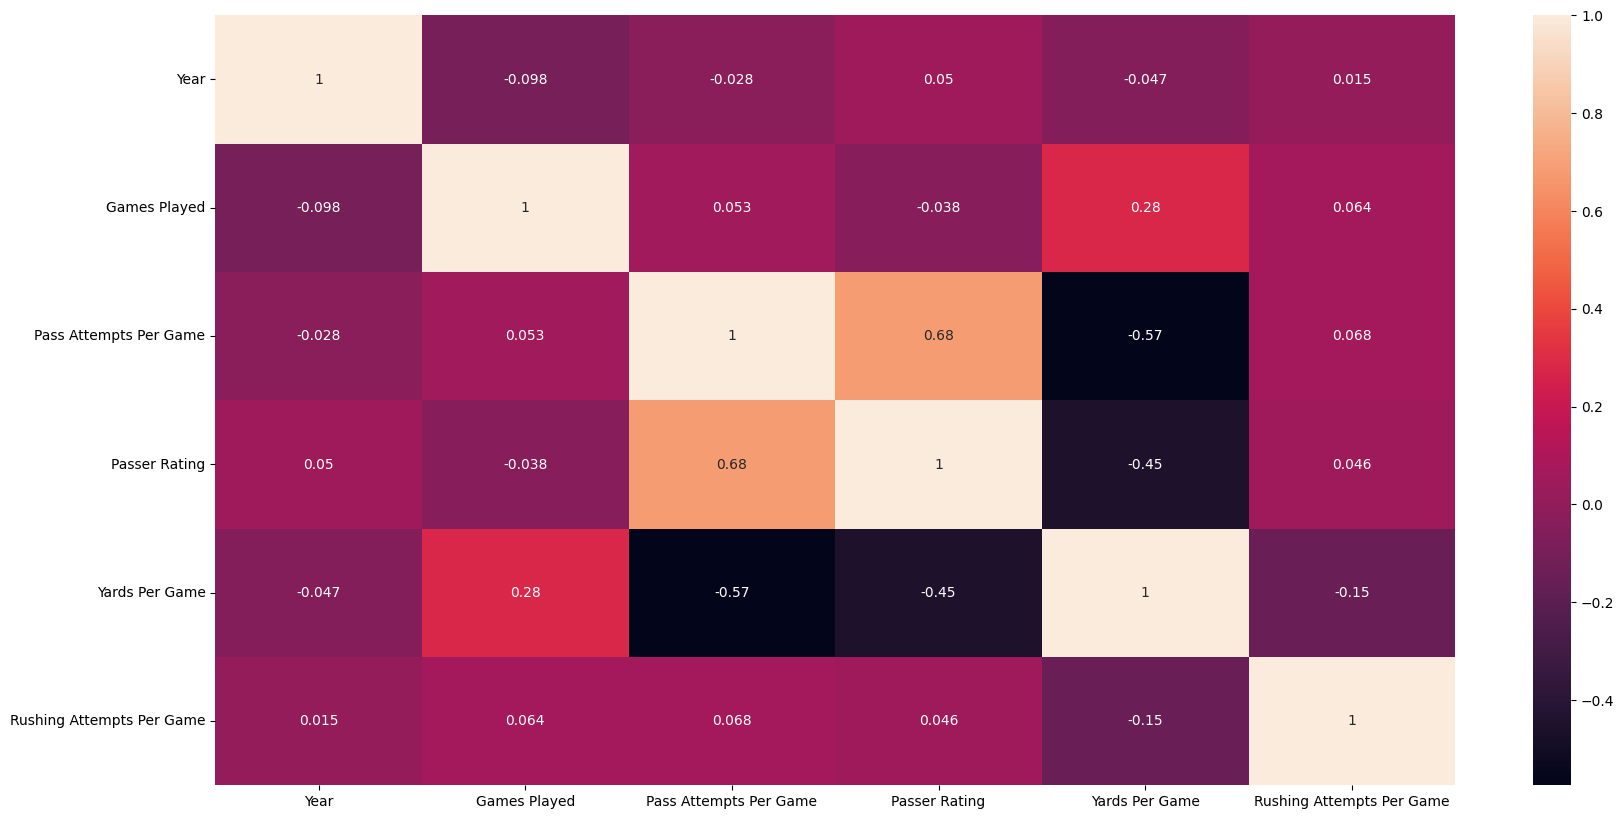 1.0
Year 1 -0.098 -0.028 0.05 -0.047 0.015
0.8
Games Played -0.098 1 0.053 -0.038 0.28 0.064
0.6
Pass Attempts Per Game -0.028 0.053 1 0.68 -0.57 0.068
0.4
0.2
Passer Rating 0.05 -0.038 0.68 1 -0.45 0.046
0.0
Yards Per Game -0.047 0.28 -0.57 -0.45 1 -0.15
−0.2
Rushing Attempts Per Game 0.015 0.064 0.068 0.046 -0.15 1
−0.4
Year Games Played Pass Attempts Per Game Passer Rating Yards Per Game Rushing Attempts Per Game